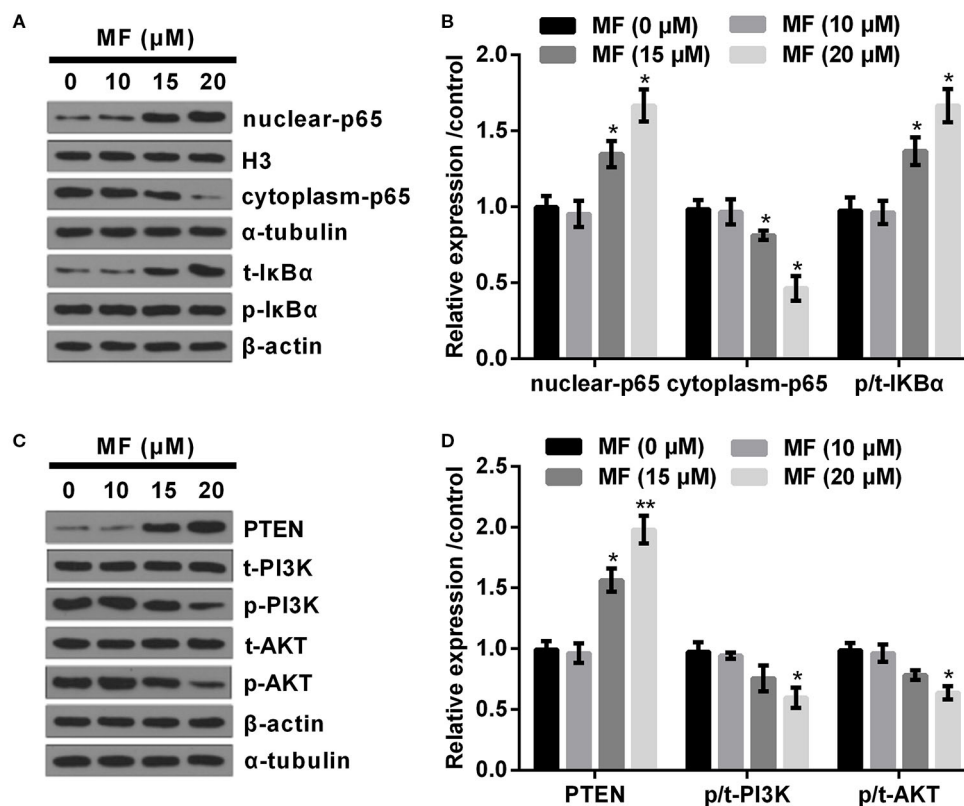 A
MF (μM)
0 10 15 20
nuclear-p65
H3
cytoplasm-p65
α-tubulin
t-IκBα
p-IκBα
β-actin
B
MF (0 μM) MF (10 μM)
MF (15 μM) MF (20 μM)
Relative expression /control
2.0
1.5
1.0
0.5
0.0
* * * * * *
nuclear-p65 cytoplasm-p65 p/t-IKBα
C
MF (μM)
0 10 15 20
PTEN
t-PI3K
p-PI3K
t-AKT
p-AKT
β-actin
α-tubulin
D
MF (0 μM) MF (10 μM)
MF (15 μM) MF (20 μM)
Relative expression /control
2.5
2.0
1.5
1.0
0.5
0.0
* ** * *
PTEN p/t-PI3K p/t-AKT